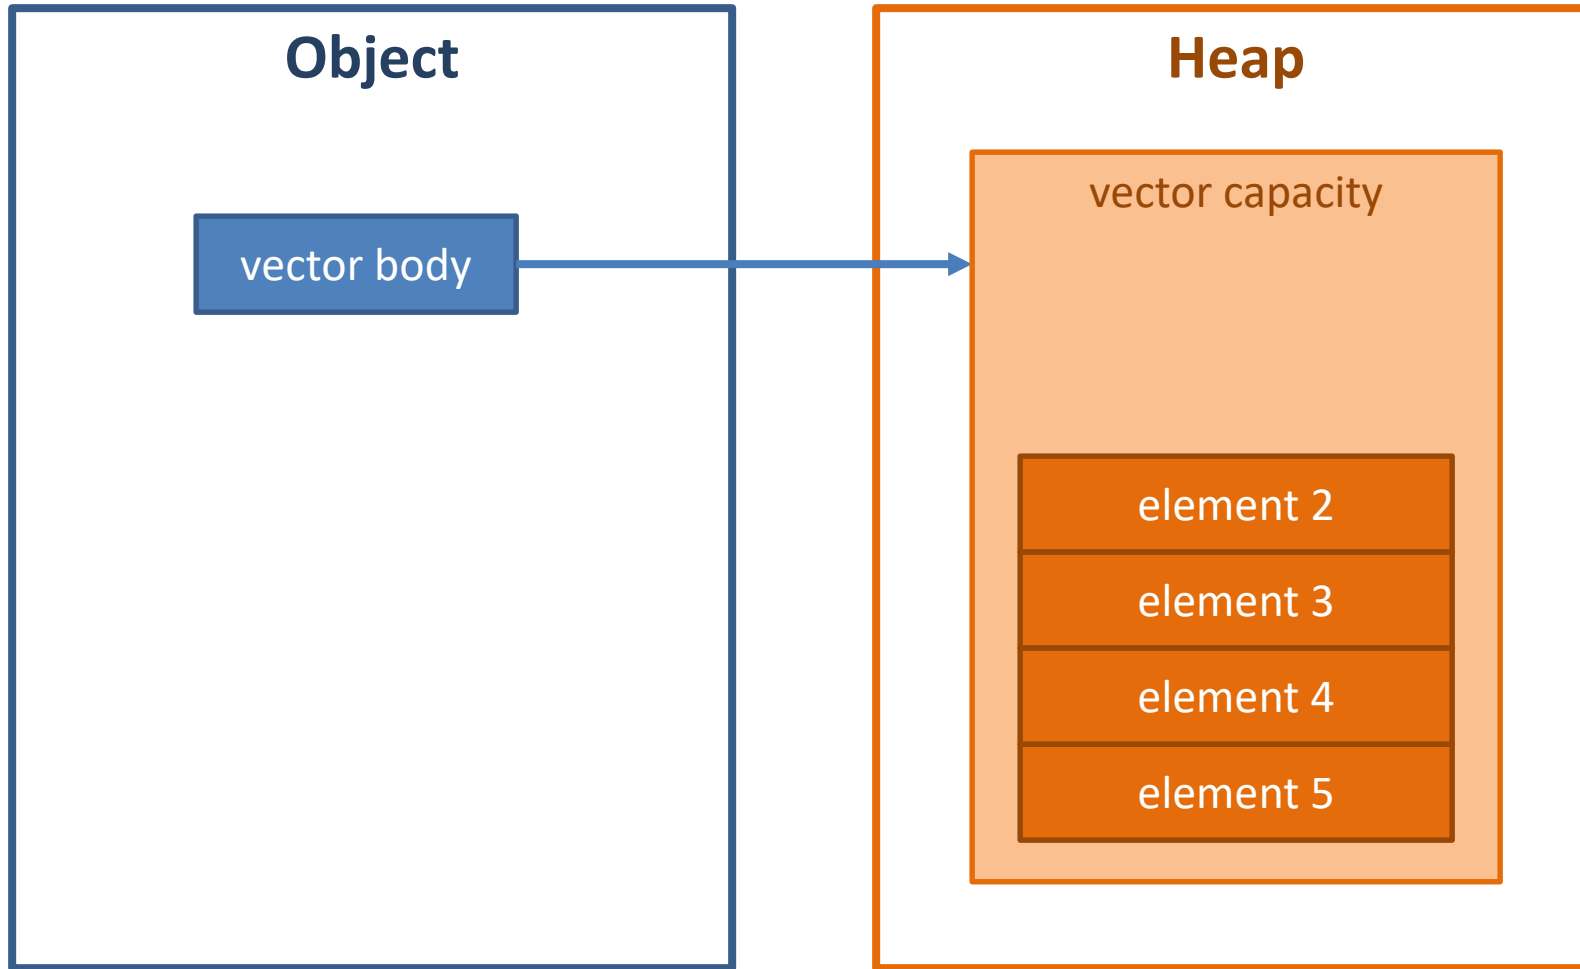 Object
vector body
Heap
vector capacity
element 2
element 3
element 4
element 5